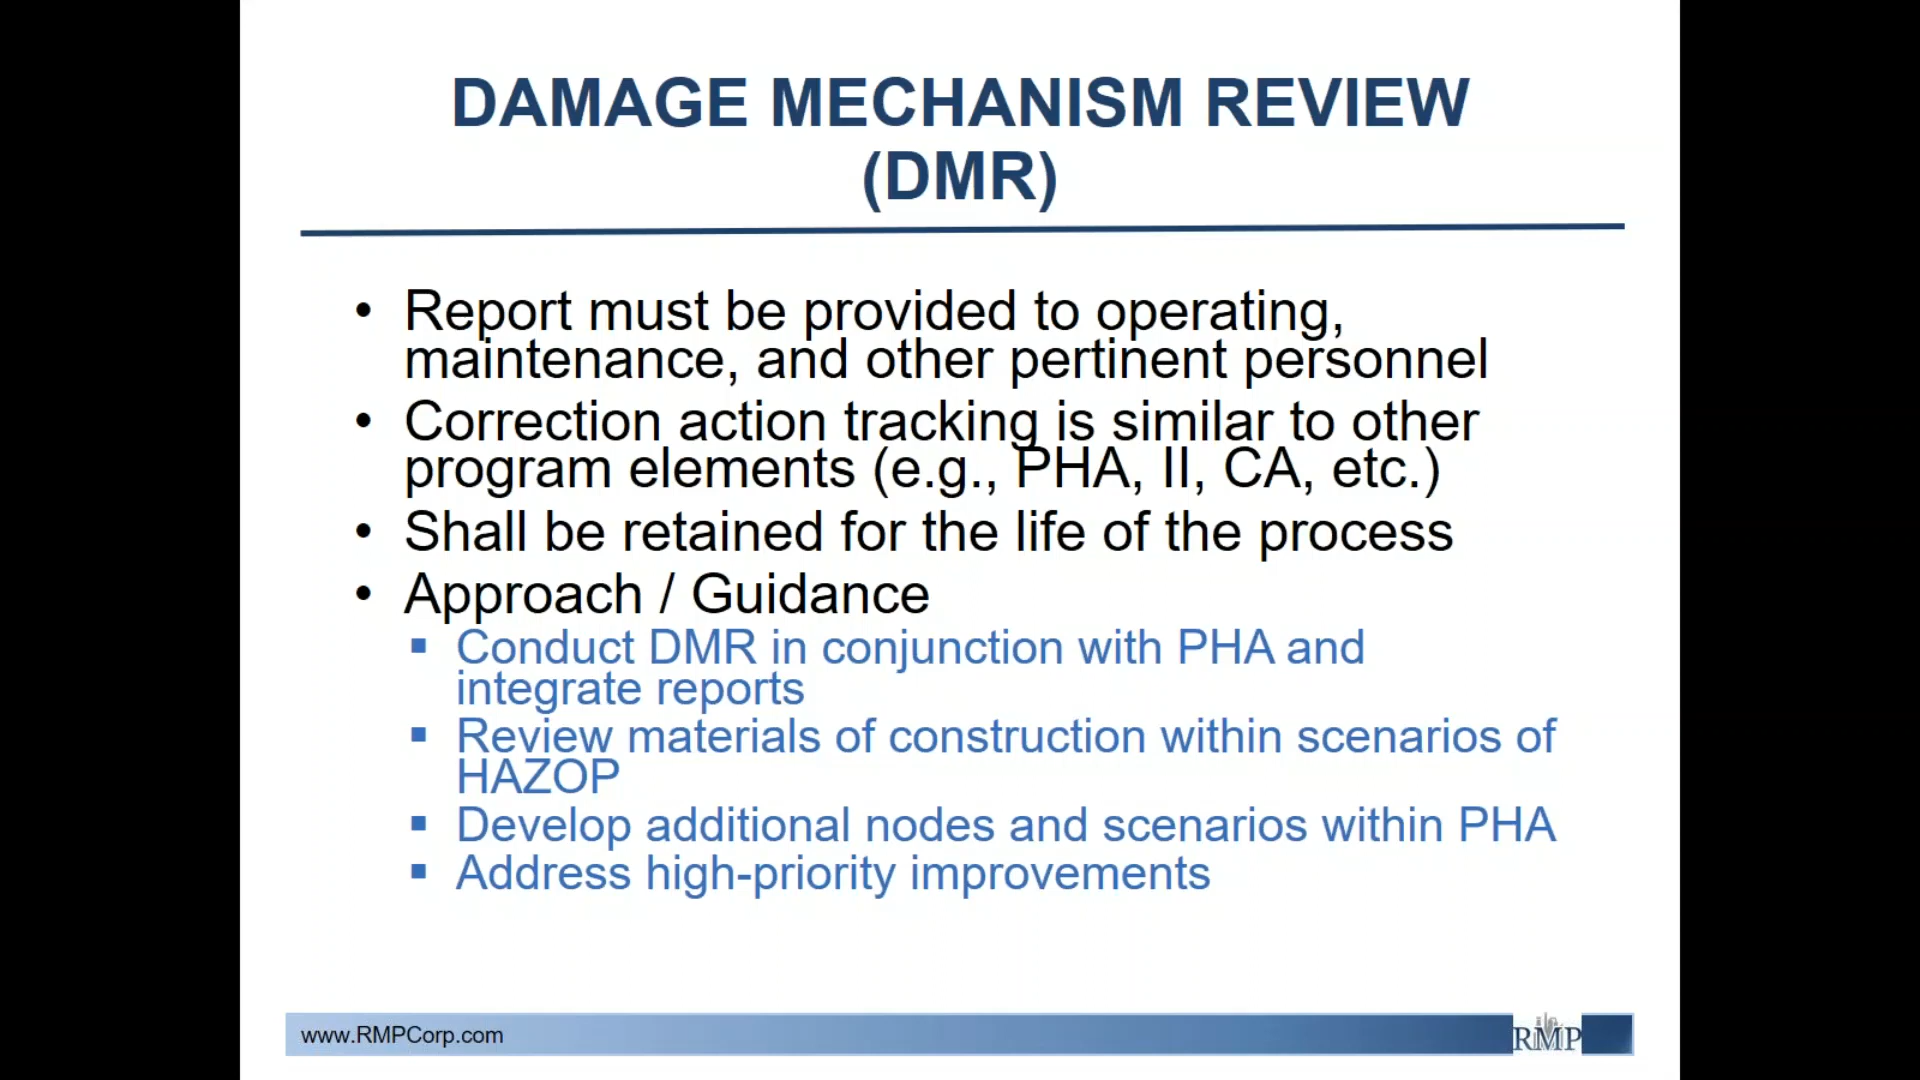 DAMAGE MECHANISM REVIEW
(DMR)
• Report must be provided to operating,
maintenance, and other pertinent personnel
• Correction action tracking is similar to other
program elements (e.g., PHA, II, CA, etc.)
• Shall be retained for the life of the process
• Approach / Guidance
▪ Conduct DMR in conjunction with PHA and
integrate reports
▪ Review materials of construction within scenarios of
HAZOP
▪ Develop additional nodes and scenarios within PHA
▪ Address high-priority improvements
www.RMPCorp.com
RMP